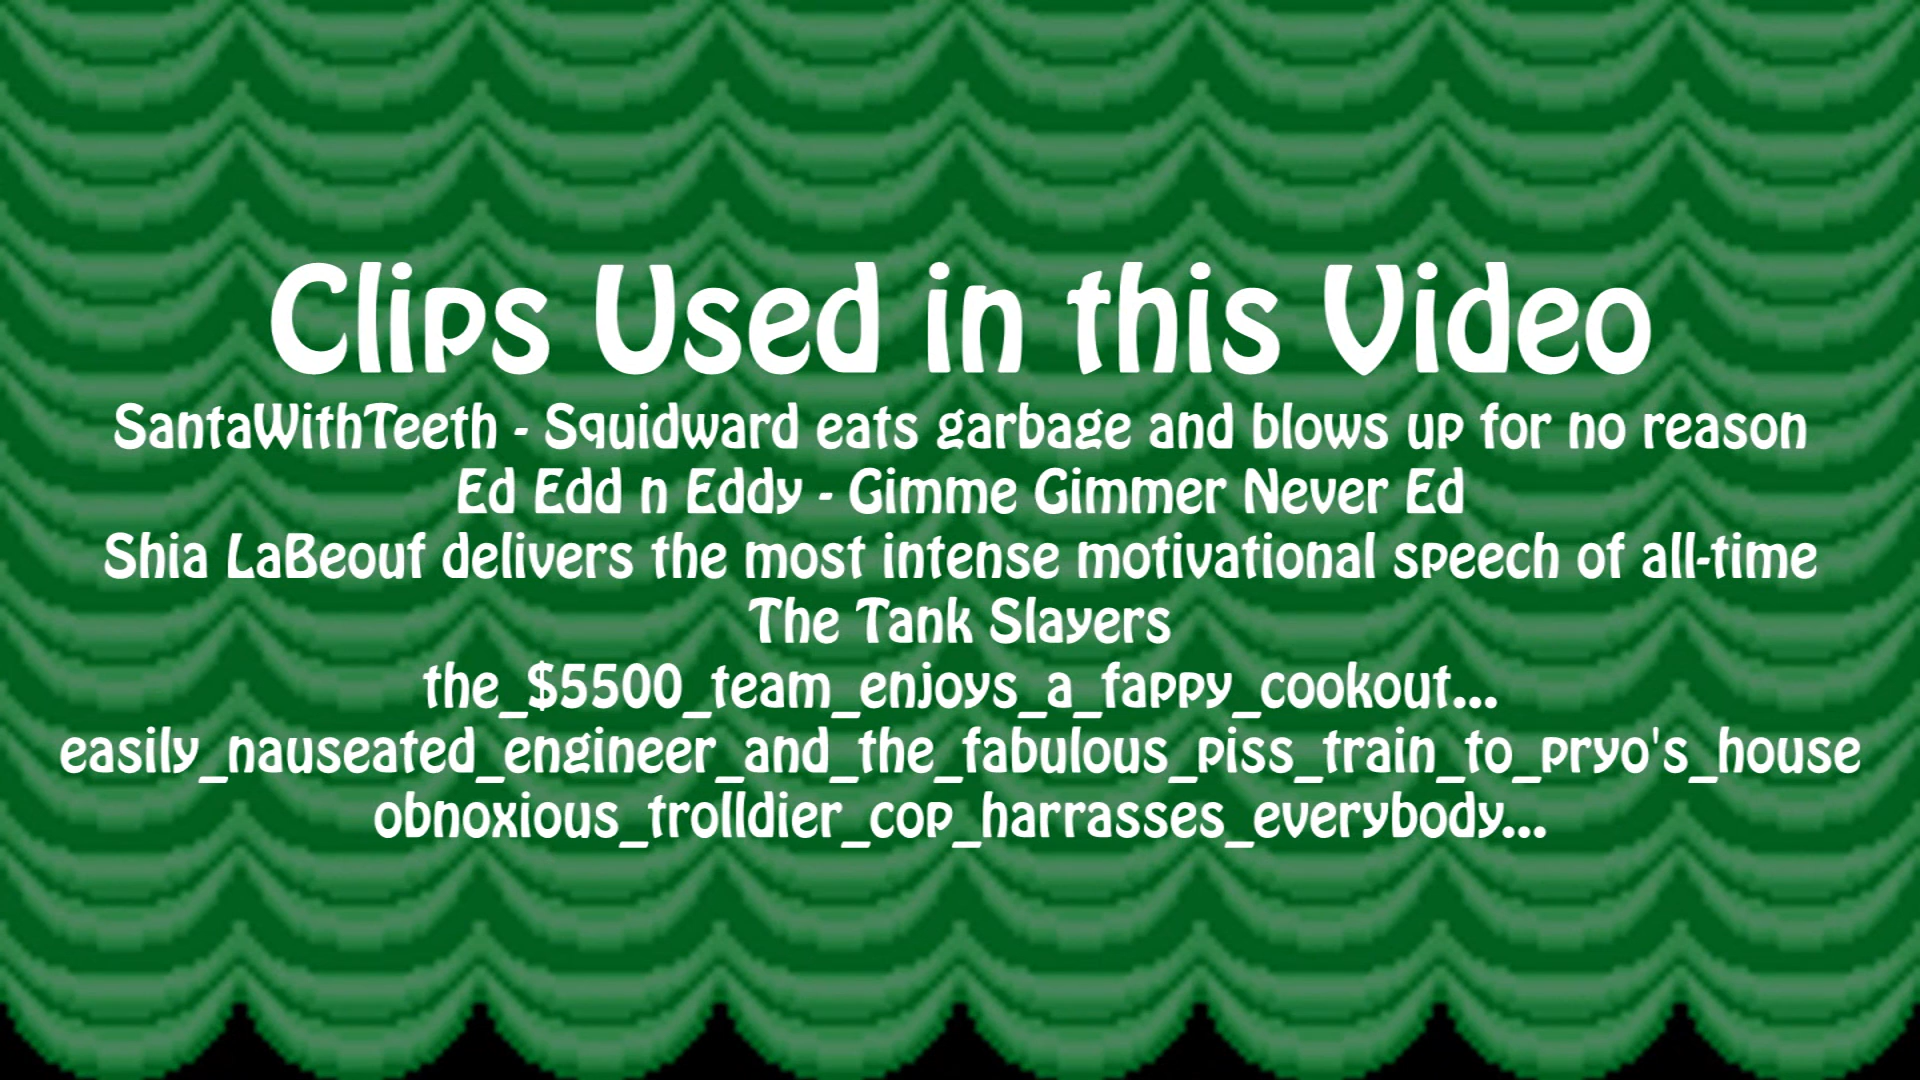 Clips Used in this Video
SantaWithTeeth - Squidward eats garbage and blows up for no reason
Ed Edd n Eddy - Gimme Gimmer Never Ed
Shia LaBeouf delivers the most intense motivational speech of all-time
The Tank Slayers
the_$5500_team_enjoys_a_fappy_cookout...
easily_nauseated_engineer_and_the_fabulous_piss_train_to_pryo's_house
obnoxious_trolldier_cop_harrasses_everybody...